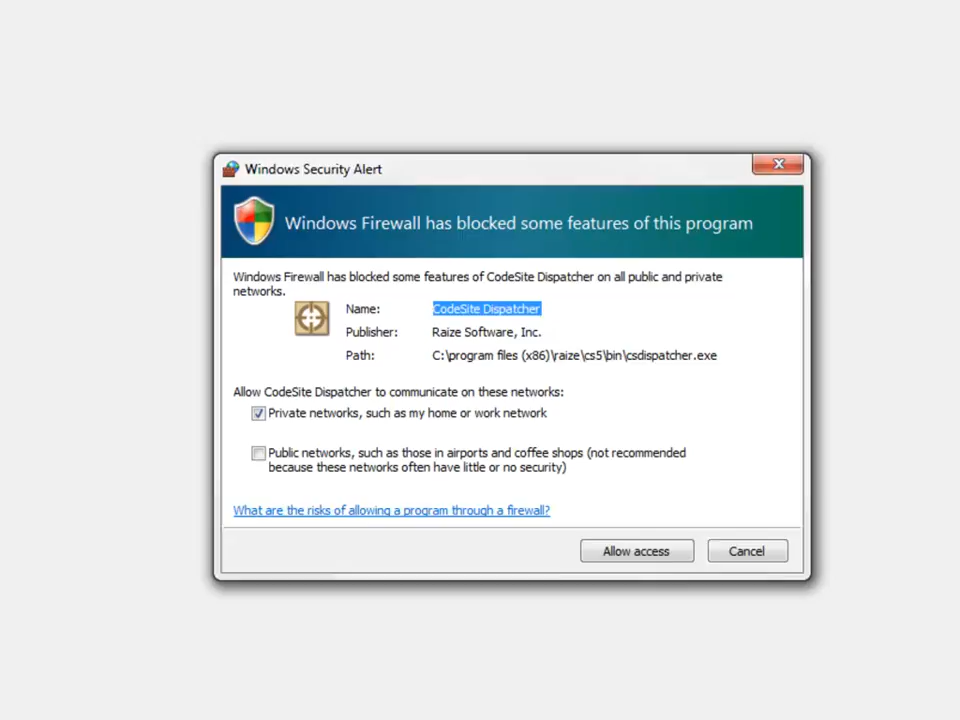 Windows Security Alert
Windows Firewall has blocked some features of this program
Windows Firewall has blocked some features of CodeSite Dispatcher on all public and private
networks.
Name: CodeSite Dispatcher
Publisher: Raize Software, Inc.
Path: C:\program files (x86)\raize\cs5\bin\csdispatcher.exe
Allow CodeSite Dispatcher to communicate on these networks:
Private networks, such as my home or work network
Public networks, such as those in airports and coffee shops (not recommended
because these networks often have little or no security)
What are the risks of allowing a program through a firewall?
Allow access Cancel